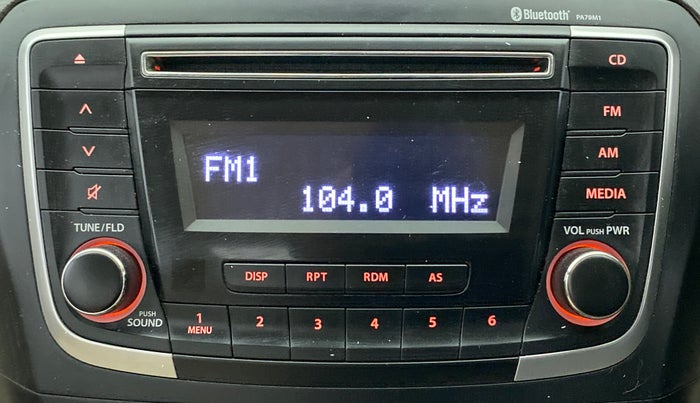 Bluetooth® PA79M1
CD
FM
AM
MEDIA
FM1
104.0 MHz
TUNE/FLD
PUSH
SOUND
VOL PUSH PWR
DISP RPT RDM AS
1
MENU
2 3 4 5 6